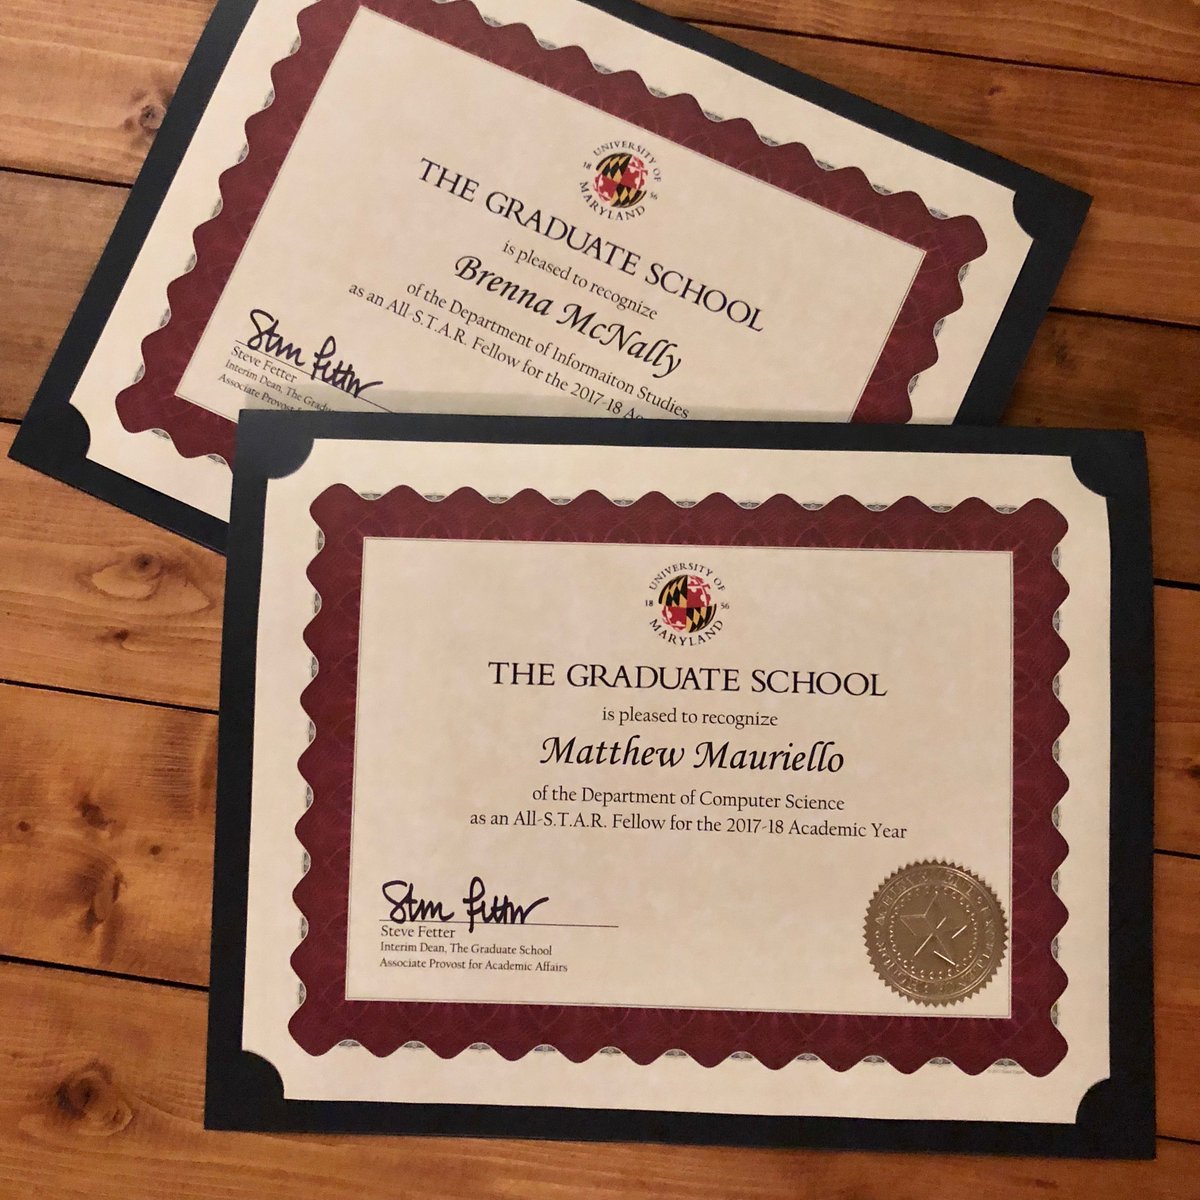 UNIVERSITY OF
18 56
MARYLAND
THE GRADUATE SCHOOL
is pleased to recognize
Brenna McNally
of the Department of Informaiton Studies
as an All-S.T.A.R. Fellow for the 2017-18
Steve Fetter
Interim Dean, The
Associate Provost
UNIVERSITY OF
18 56
MARYLAND
THE GRADUATE SCHOOL
is pleased to recognize
Matthew Mauriello
of the Department of Computer Science
as an All-S.T.A.R. Fellow for the 2017-18 Academic Year
Steve Fetter
Interim Dean, The Graduate School
Associate Provost for Academic Affairs